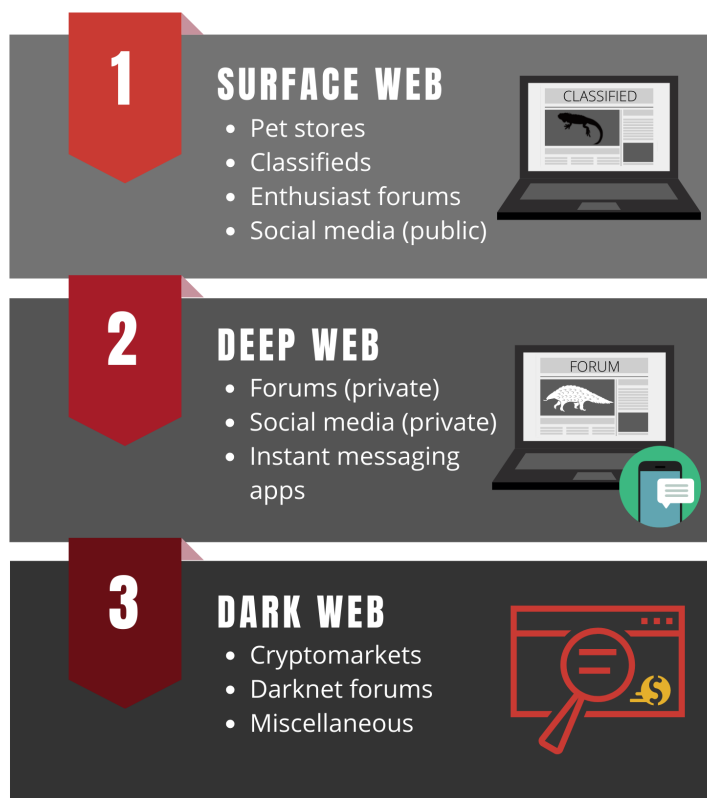 1
SURFACE WEB
• Pet stores
• Classifieds
• Enthusiast forums
• Social media (public)
CLASSIFIED
2
DEEP WEB
• Forums (private)
• Social media (private)
• Instant messaging
apps
FORUM
3
DARK WEB
• Cryptomarkets
• Darknet forums
• Miscellaneous
$